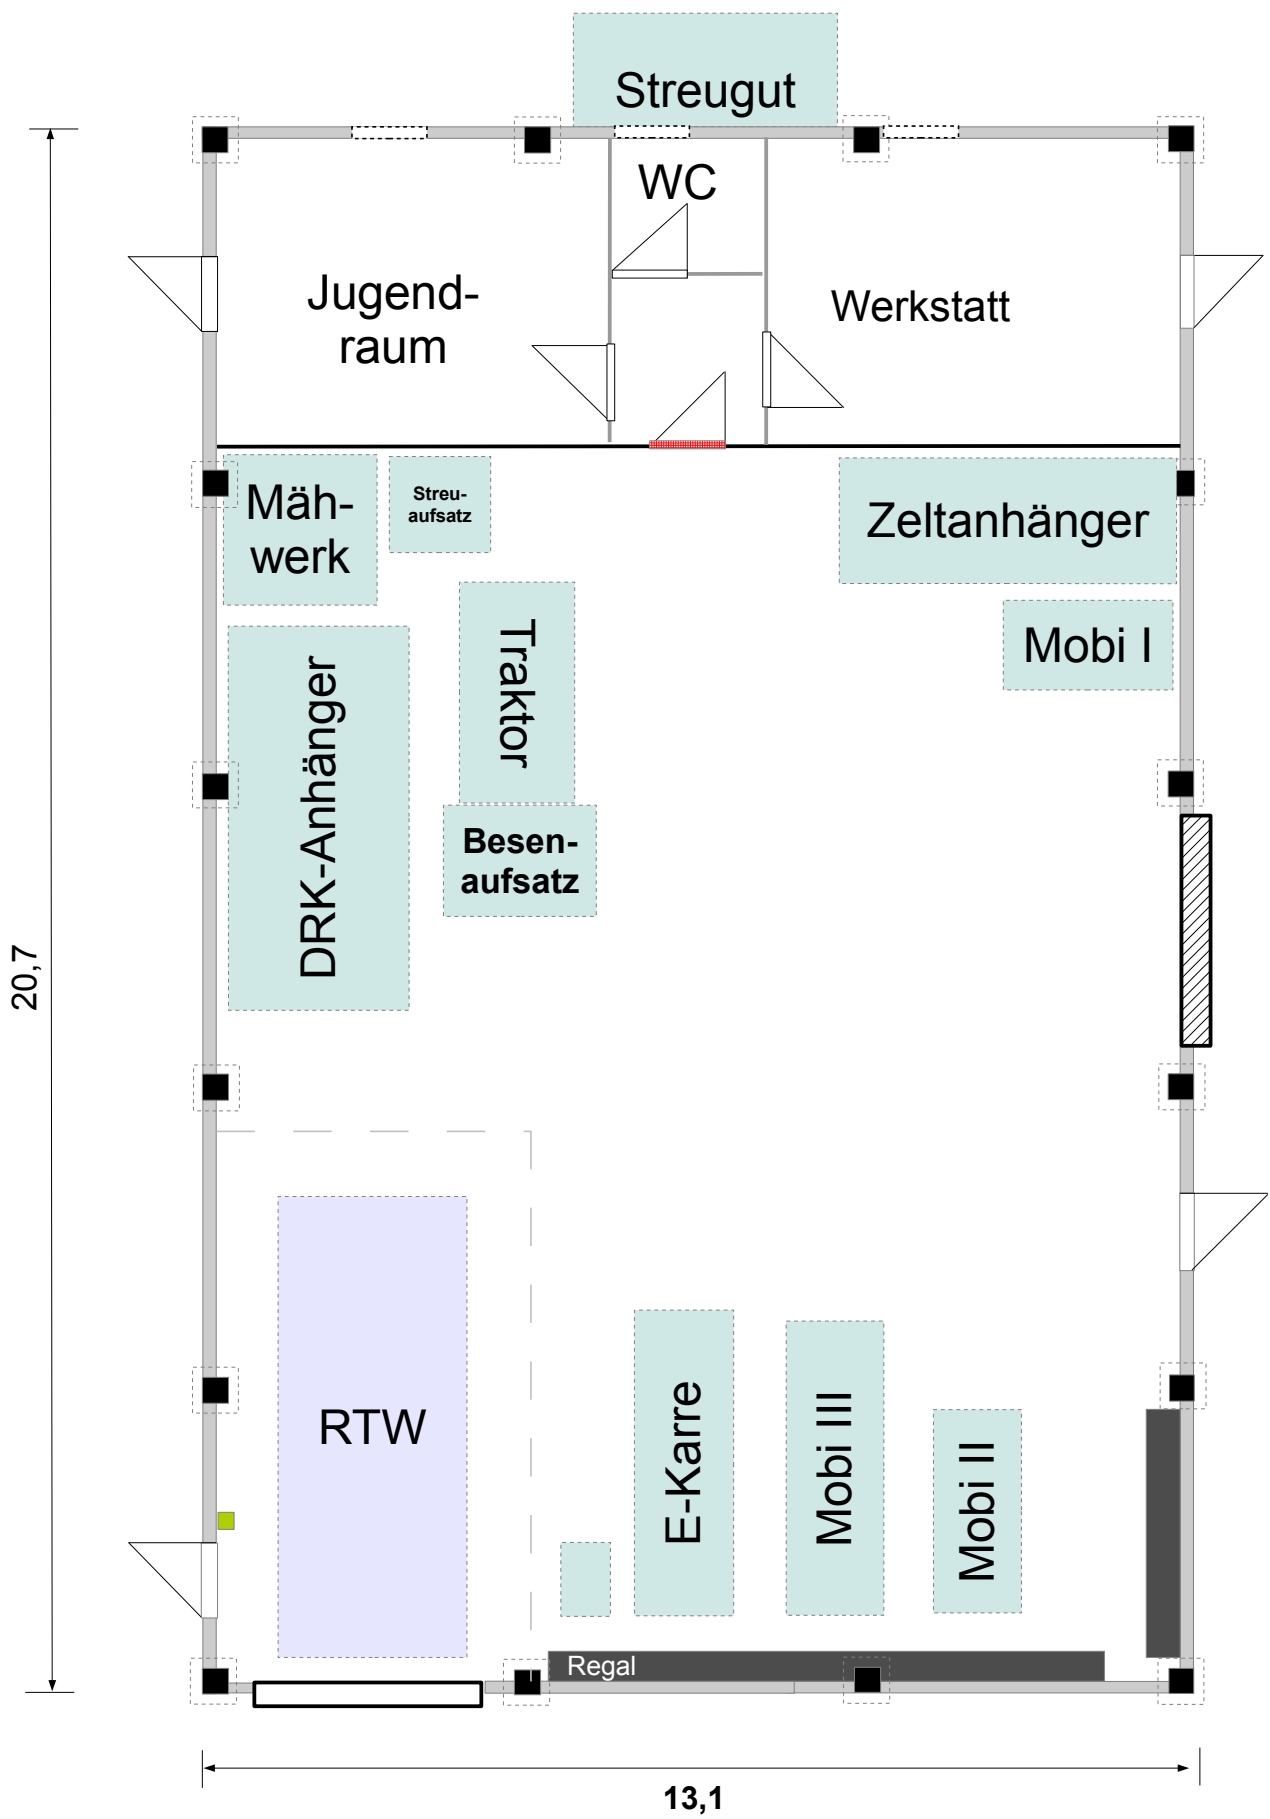 Streugut
WC
Jugend-
raum
Werkstatt
Mäh-
werk
Streu-
aufsatz
Zeltanhänger
Mobi I
Traktor
DRK-Anhänger
Besen-
aufsatz
20,7
RTW
E-Karre
Mobi III
Mobi II
Regal
13,1